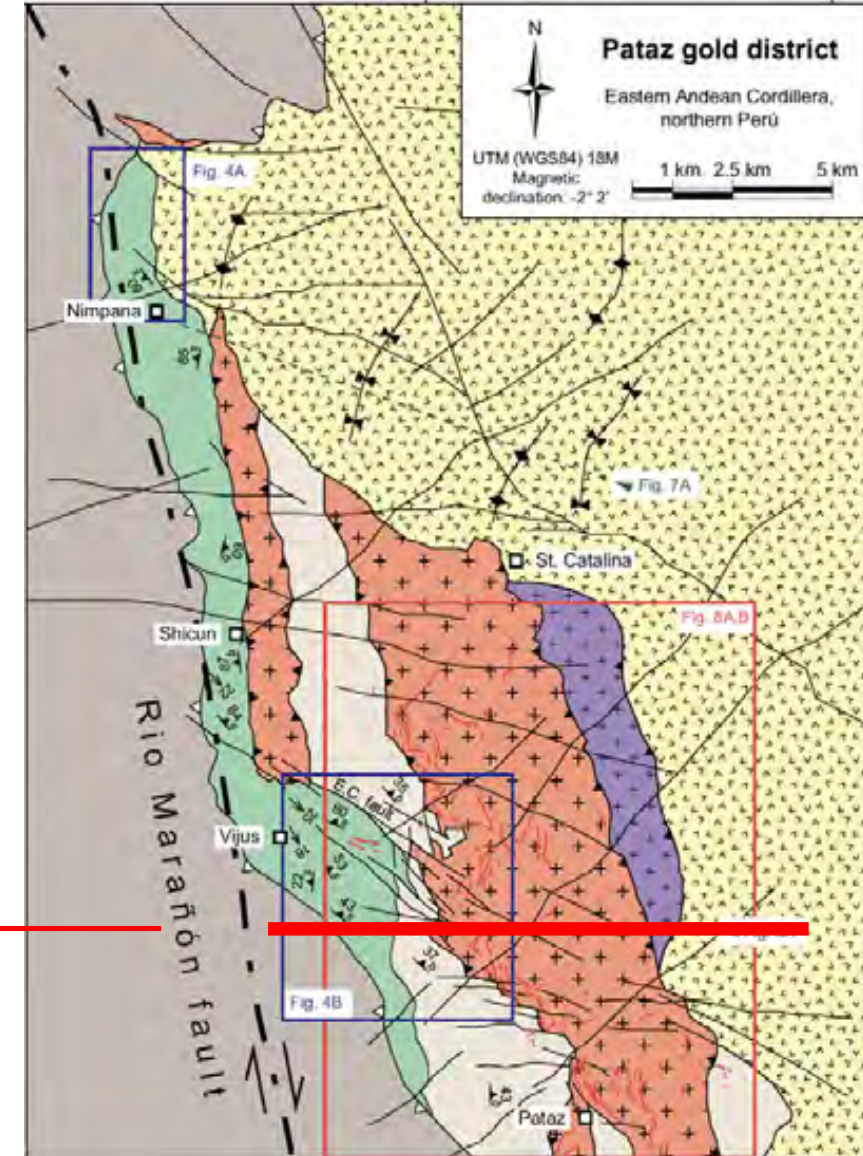 N
Pataz gold district
Eastern Andean Cordillera,
northern Perú
UTM (WGS84) 18M
Magnetic
declination: -2° 2'
1 km 2.5 km 5 km
Fig. 4A
Nimpana
Fig. 7A
St. Catalina
Fig. 8A,B
Shicun
Rio Marañón fault
E.C. fault
Vijus
Fig. 4B
Pataz